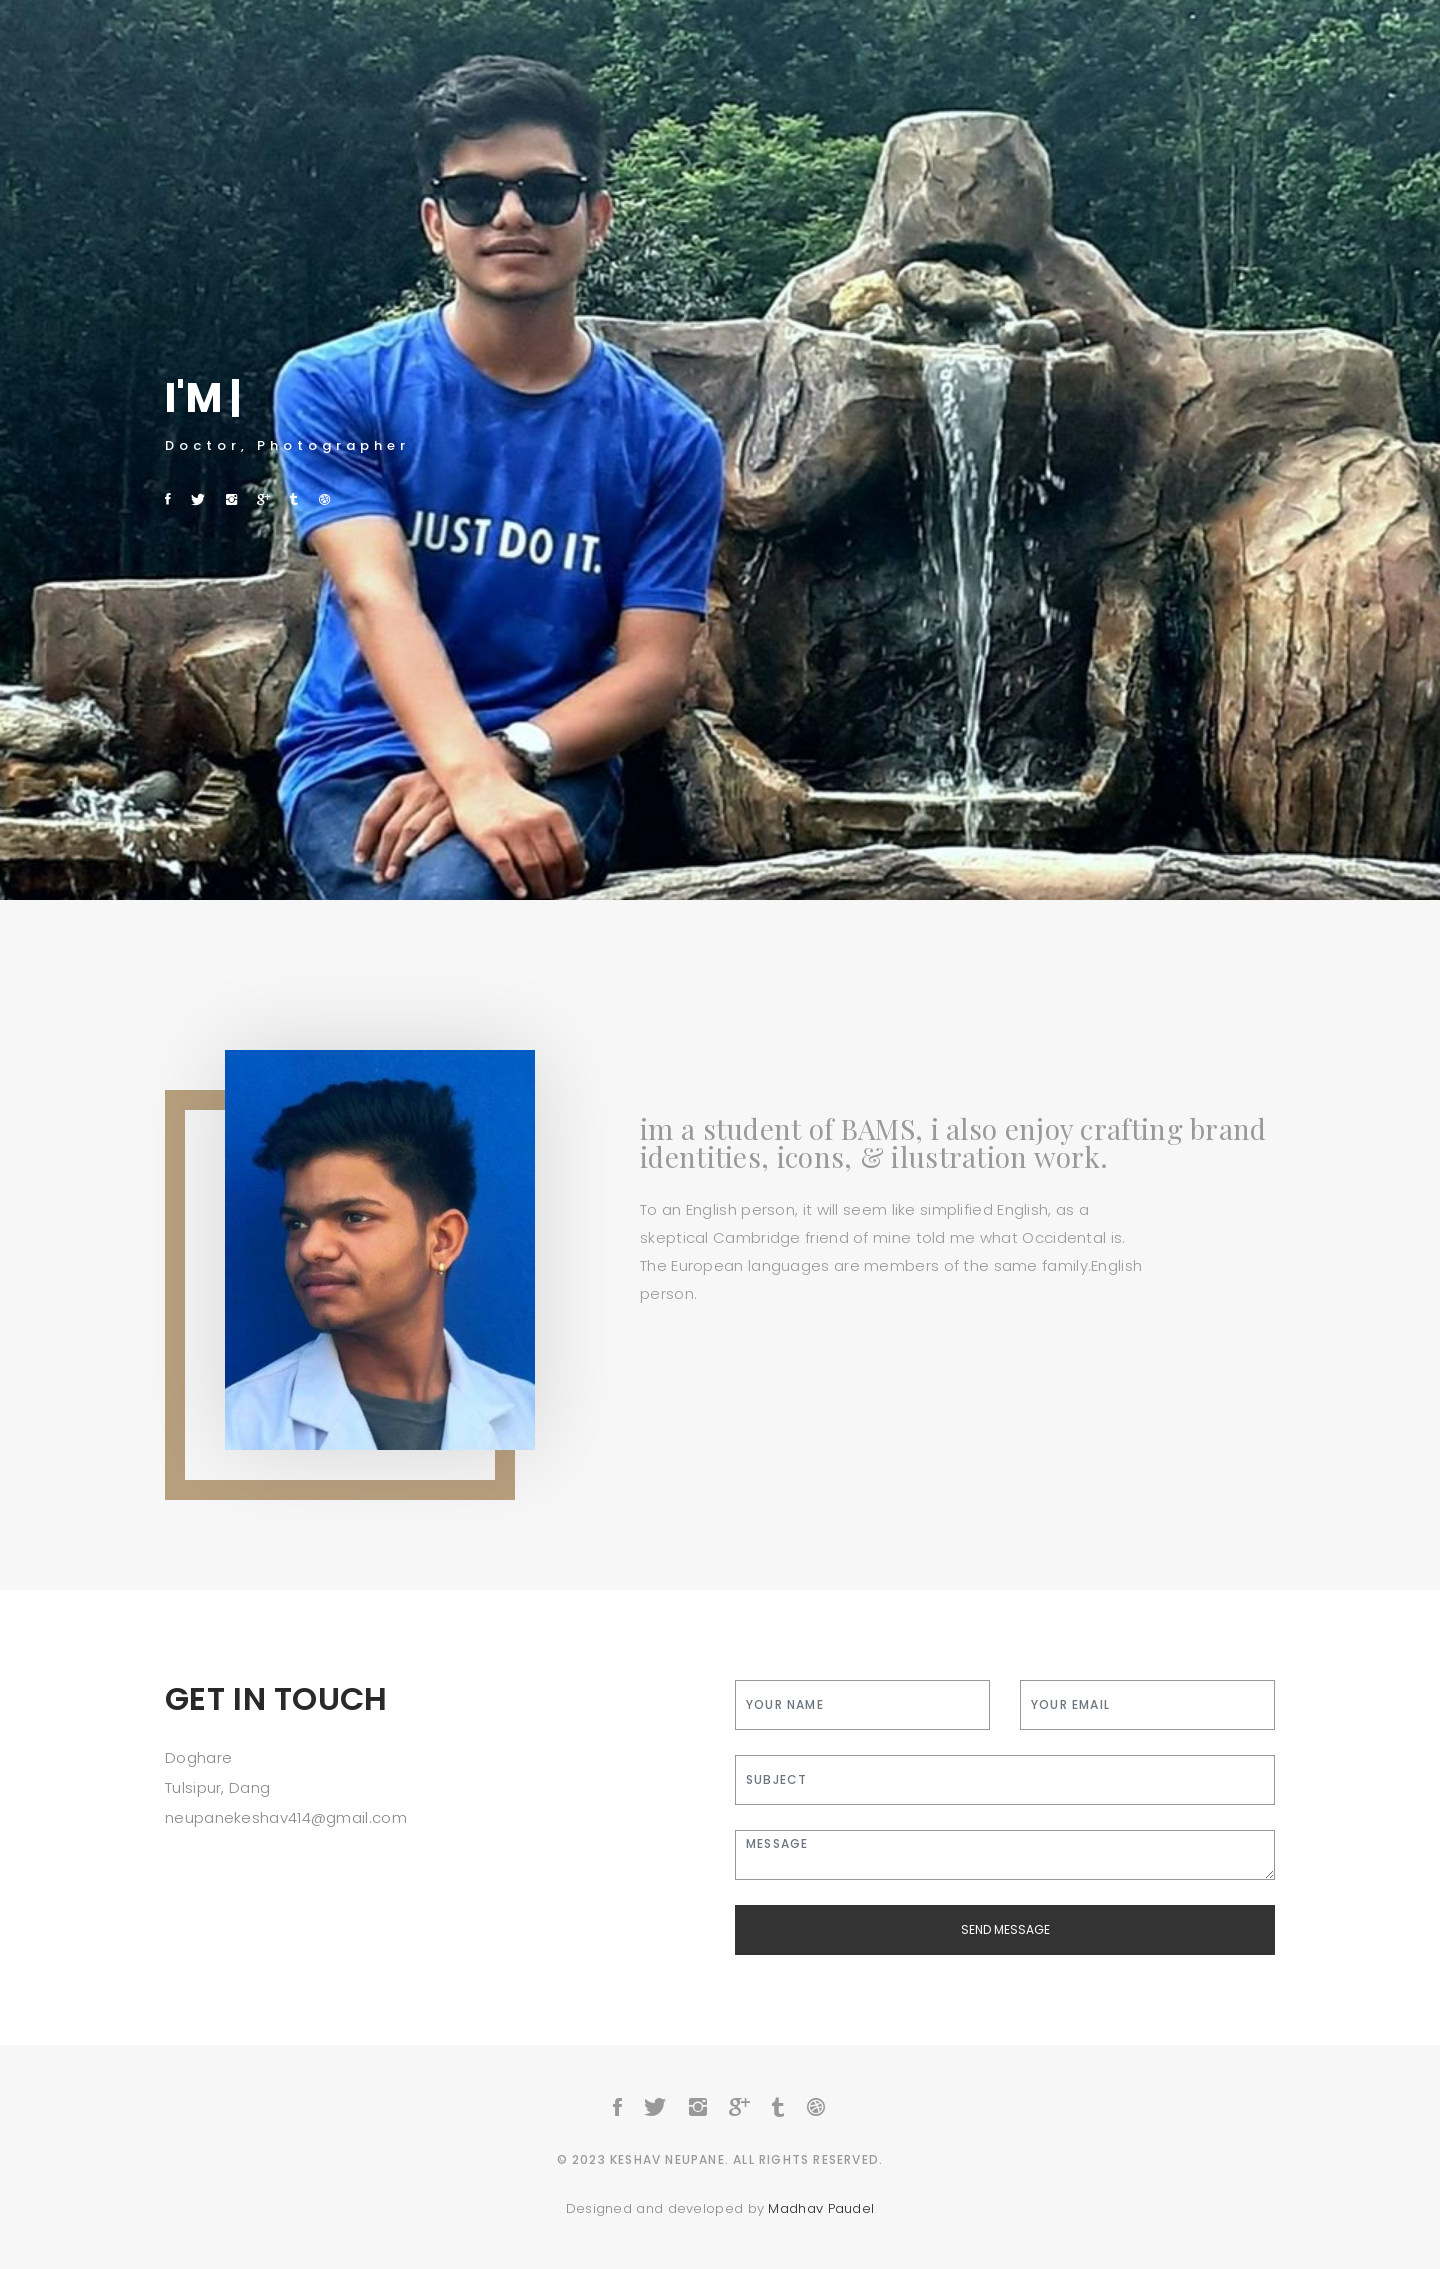 I'M |
Doctor, Photographer
JUST DO IT.
im a student of BAMS, i also enjoy crafting brand
identities, icons, & ilustration work.
To an English person, it will seem like simplified English, as a
skeptical Cambridge friend of mine told me what Occidental is.
The European languages are members of the same family.English
person.
GET IN TOUCH
Doghare
Tulsipur, Dang
neupanekeshav414@gmail.com
YOUR NAME
YOUR EMAIL
SUBJECT
MESSAGE
SEND MESSAGE
© 2023 KESHAV NEUPANE. ALL RIGHTS RESERVED.
Designed and developed by Madhav Paudel